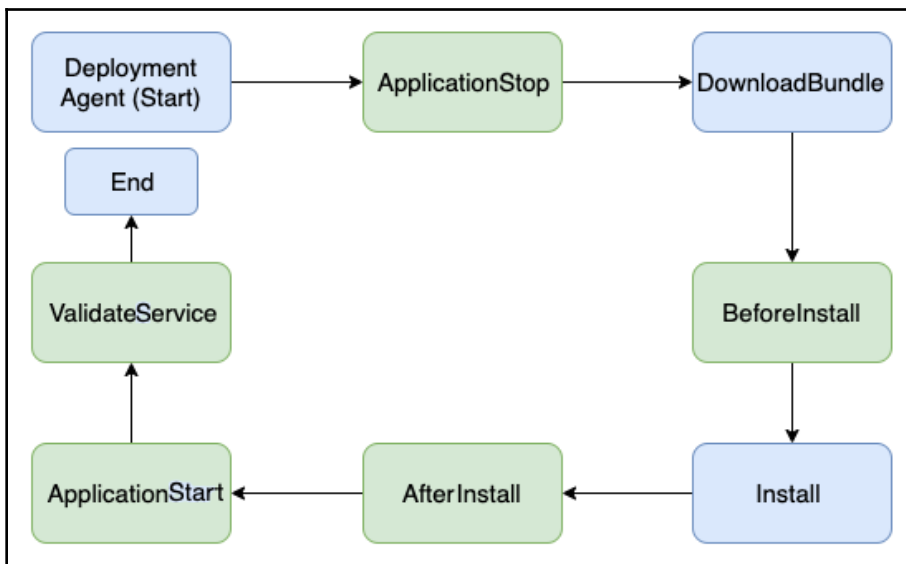 Deployment
Agent (Start)
ApplicationStop
DownloadBundle
End
ValidateService
BeforeInstall
ApplicationStart
AfterInstall
Install